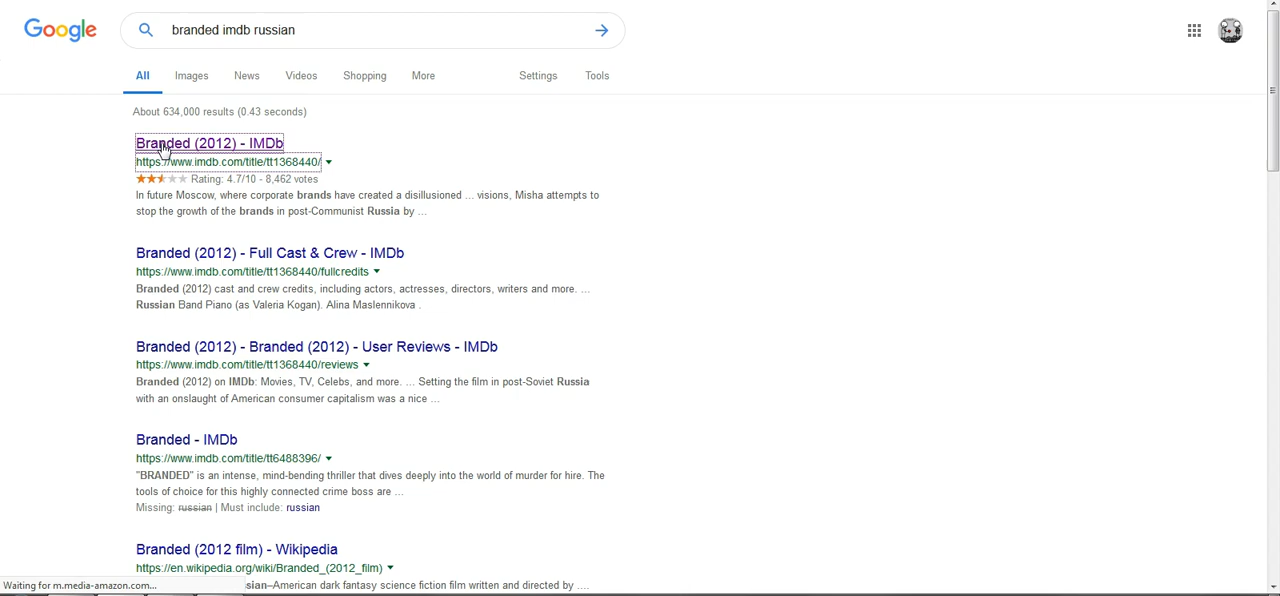 Google
branded imdb russian
All Images News Videos Shopping More Settings Tools
About 634,000 results (0.43 seconds)
Branded (2012) - IMDb
https://www.imdb.com/title/tt1368440/
Rating: 4.7/10 - 8,462 votes
In future Moscow, where corporate brands have created a disillusioned ... visions, Misha attempts to
stop the growth of the brands in post-Communist Russia by ...
Branded (2012) - Full Cast & Crew - IMDb
https://www.imdb.com/title/tt1368440/fullcredits
Branded (2012) cast and crew credits, including actors, actresses, directors, writers and more. ...
Russian Band Piano (as Valeria Kogan). Alina Maslennikova .
Branded (2012) - Branded (2012) - User Reviews - IMDb
https://www.imdb.com/title/tt1368440/reviews
Branded (2012) on IMDb: Movies, TV, Celebs, and more. ... Setting the film in post-Soviet Russia
with an onslaught of American consumer capitalism was a nice ...
Branded - IMDb
https://www.imdb.com/title/tt6488396/
"BRANDED" is an intense, mind-bending thriller that dives deeply into the world of murder for hire. The
tools of choice for this highly connected crime boss are ...
Missing: russian | Must include: russian
Branded (2012 film) - Wikipedia
https://en.wikipedia.org/wiki/Branded_(2012_film)
Waiting for m.media-amazon.com... sian–American dark fantasy science fiction film written and directed by ....